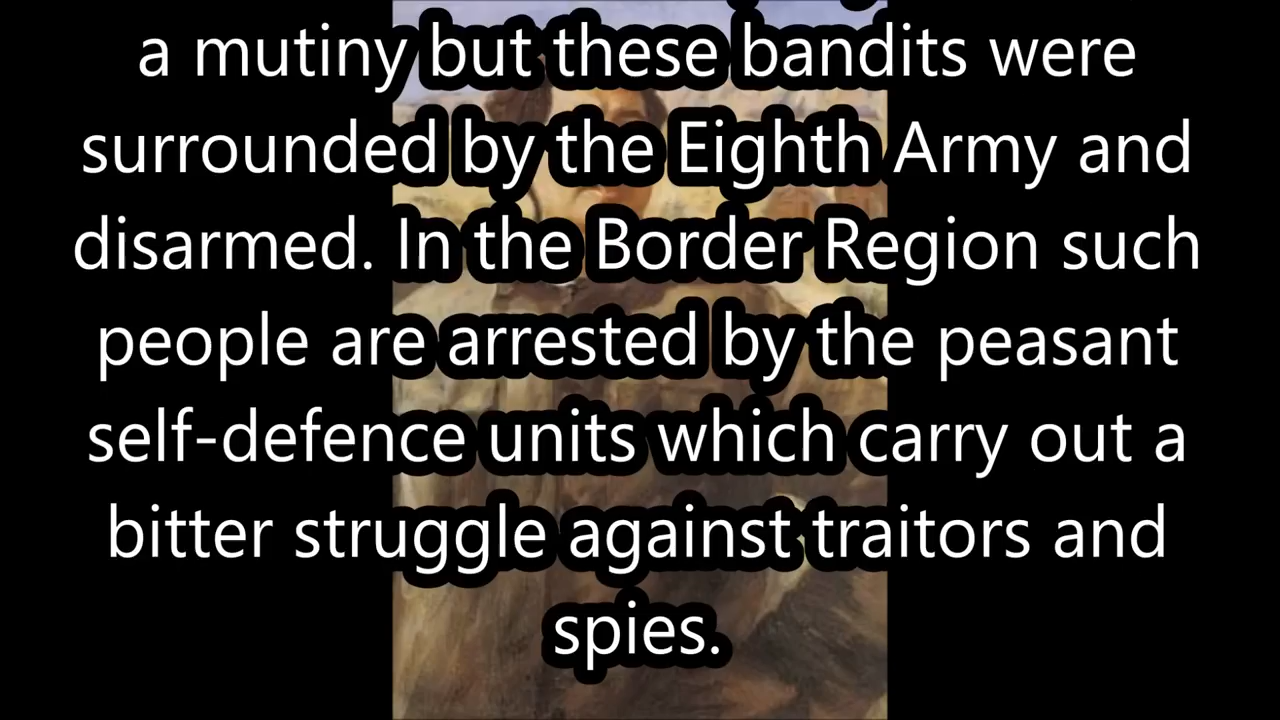 a mutiny but these bandits were
surrounded by the Eighth Army and
disarmed. In the Border Region such
people are arrested by the peasant
self-defence units which carry out a
bitter struggle against traitors and
spies.